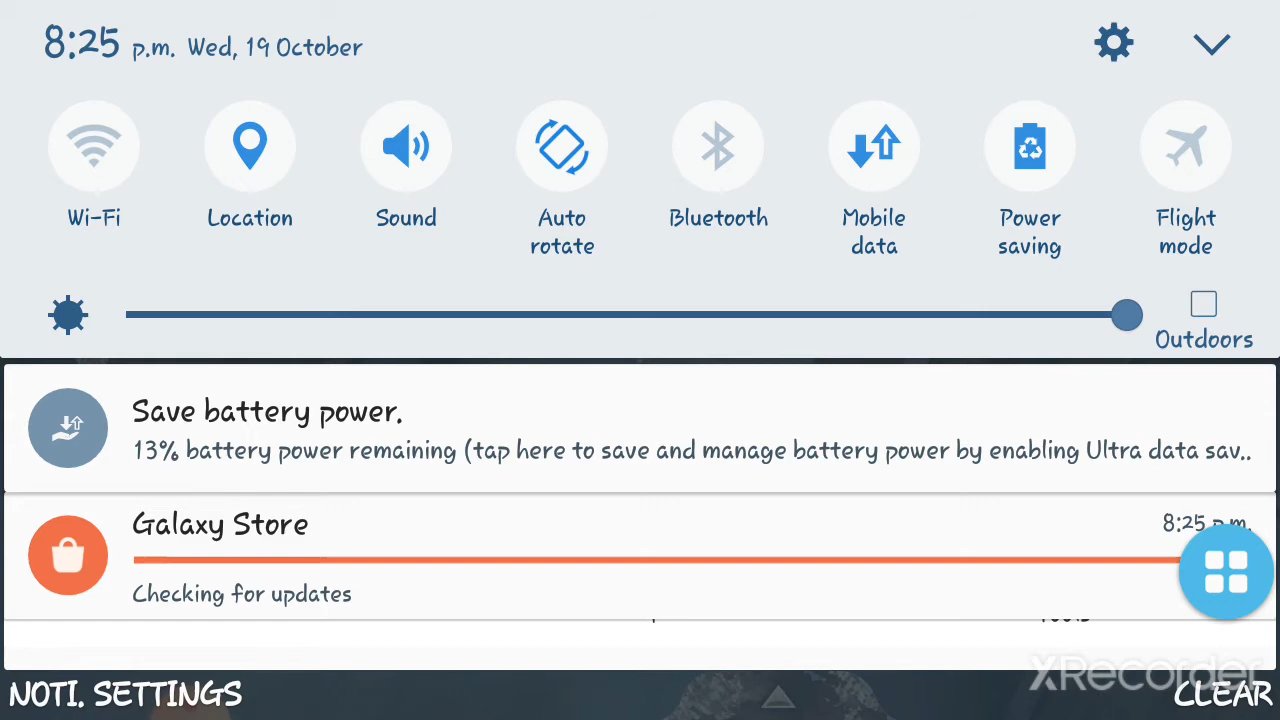 8:25 p.m. Wed, 19 October
Wi-Fi
Location
Sound
Auto
rotate
Bluetooth
Mobile
data
Power
saving
Flight
mode
Outdoors
Save battery power.
13% battery power remaining (tap here to save and manage battery power by enabling Ultra data sav..
Galaxy Store
8:25 p.m.
Checking for updates
XRecorder
NOTI. SETTINGS
CLEAR